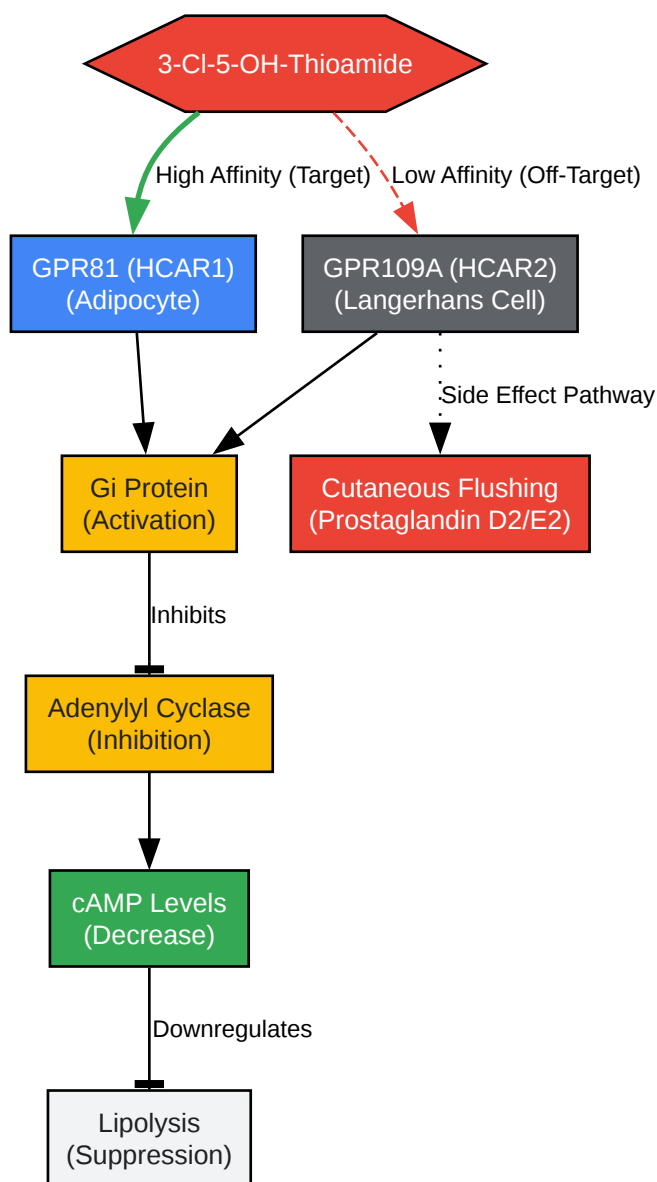 3-Cl-5-OH-Thioamide
High Affinity (Target)
Low Affinity (Off-Target)
GPR81 (HCAR1)
(Adipocyte)
GPR109A (HCAR2)
(Langerhans Cell)
Side Effect Pathway
Gi Protein
(Activation)
Cutaneous Flushing
(Prostaglandin D2/E2)
Inhibits
Adenylyl Cyclase
(Inhibition)
cAMP Levels
(Decrease)
Downregulates
Lipolysis
(Suppression)